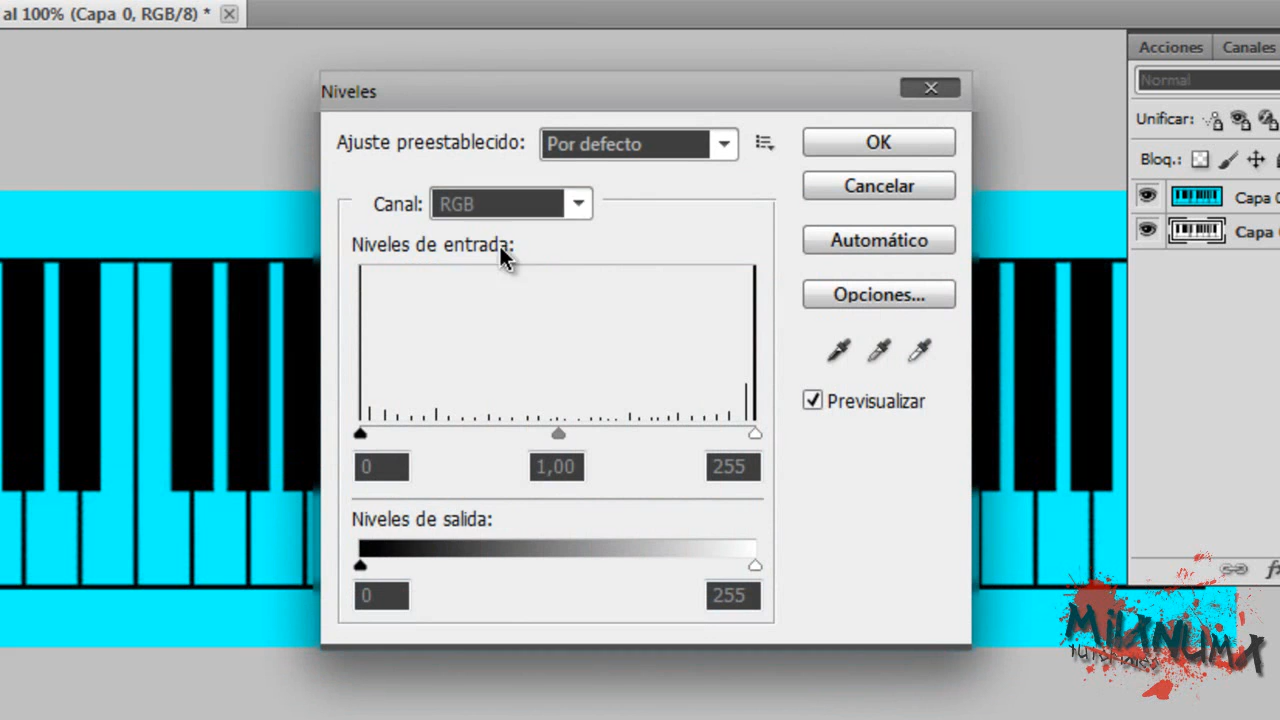 al 100% (Capa 0, RGB/8) *
Acciones Canales
Niveles
Normal
Unificar:
Ajuste preestablecido: Por defecto
OK
Bloq.:
Cancelar
Capa 0
Canal: RGB
Capa
Niveles de entrada:
Automático
Opciones...
Previsualizar
0 1,00 255
Niveles de salida:
0 255
MilaNuma
tutoriales